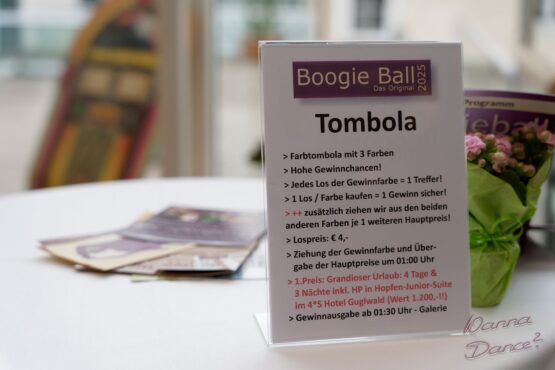 Boogie Ball 2025
Das Original
Tombola
> Farbtombola mit 3 Farben
> Hohe Gewinnchancen!
> Jedes Los der Gewinnfarbe = 1 Treffer!
> 1 Los / Farbe kaufen = 1 Gewinn sicher!
> ++ zusätzlich ziehen wir aus den beiden
anderen Farben je 1 weiteren Hauptpreis!
> Lospreis: € 4,-
> Ziehung der Gewinnfarbe und Über-
gabe der Hauptpreise um 01:00 Uhr
> 1.Preis: Grandioser Urlaub: 4 Tage &
3 Nächte inkl. HP in Hopfen-Junior-Suite
im 4*S Hotel Guglwald (Wert 1.200,-!!)
> Gewinnausgabe ab 01:30 Uhr - Galerie
Programm
ieball
Wanna
Dance?